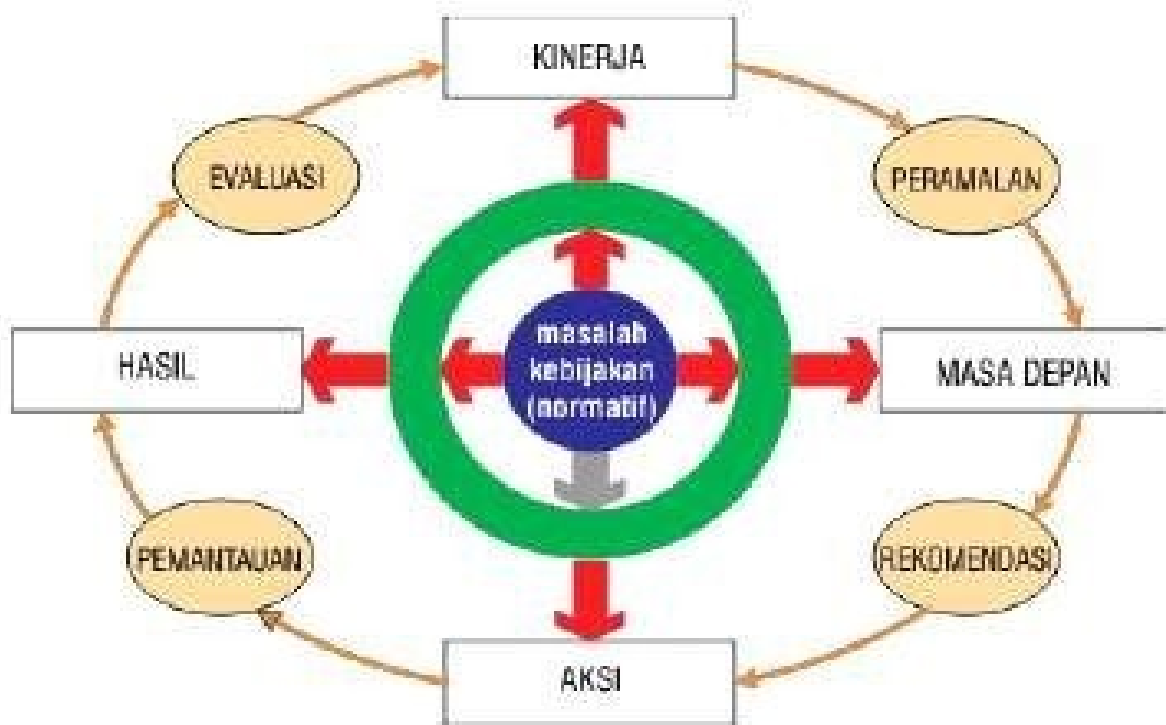 KINERJA
EVALUASI
PERAMALAN
masalah
kebijakan
(normatif)
HASIL
MASA DEPAN
PEMANTAUAN
REKOMENDASI
AKSI